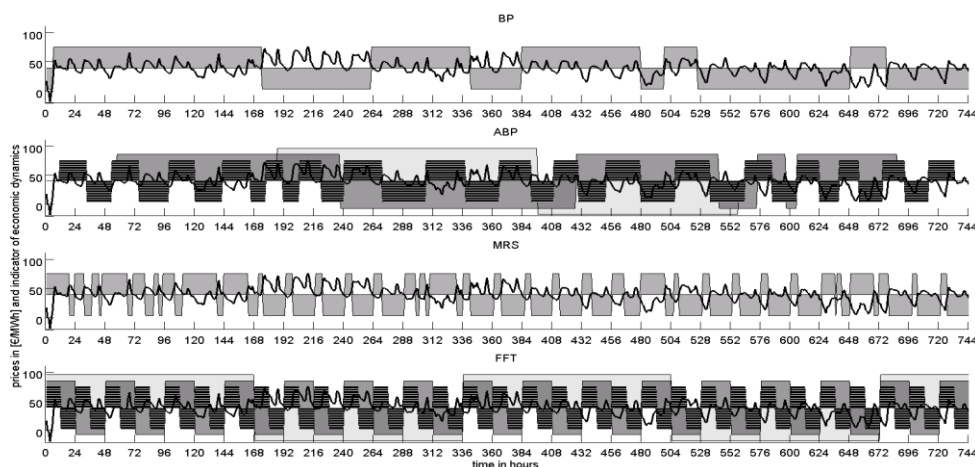 BP
100
50
0
0 24 48 72 96 120 144 168 192 216 240 264 288 312 336 360 384 408 432 456 480 504 528 552 576 600 624 648 672 696 720 744
ABP
100
50
0
0 24 48 72 96 120 144 168 192 216 240 264 288 312 336 360 384 408 432 456 480 504 528 552 576 600 624 648 672 696 720 744
prices in [€/MWh] and indicator of economic dynamics
MRS
100
50
0
0 24 48 72 96 120 144 168 192 216 240 264 288 312 336 360 384 408 432 456 480 504 528 552 576 600 624 648 672 696 720 744
FFT
100
50
0
0 24 48 72 96 120 144 168 192 216 240 264 288 312 336 360 384 408 432 456 480 504 528 552 576 600 624 648 672 696 720 744
time in hours